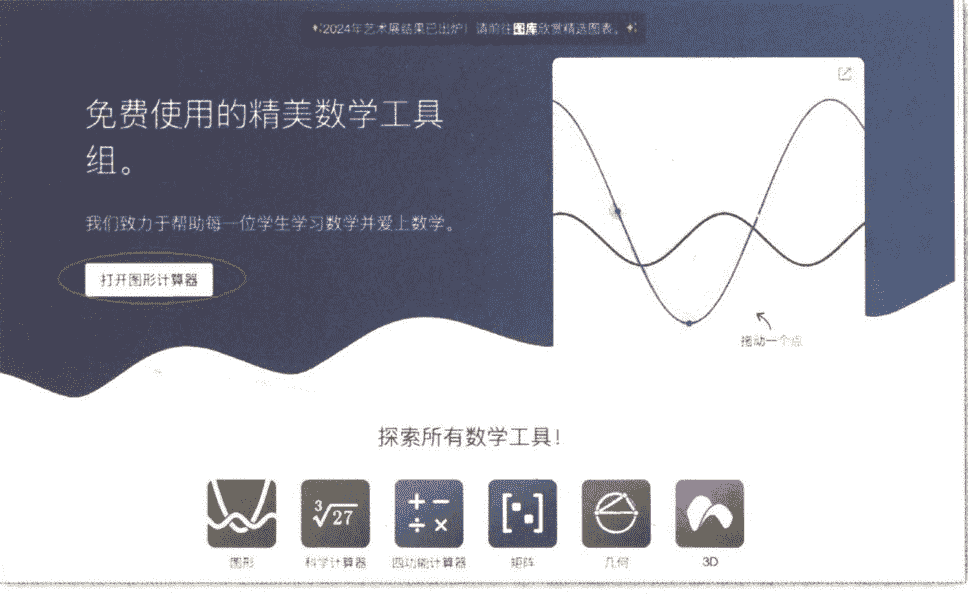 2024年艺术展结果已出炉！请前往图库欣赏精选图表。
免费使用的精美数学工具
组。
我们致力于帮助每一位学生学习数学并爱上数学。
打开图形计算器
拖动一个点
探索所有数学工具！
³√27
图形 科学计算器 四功能计算器 矩阵 几何 3D